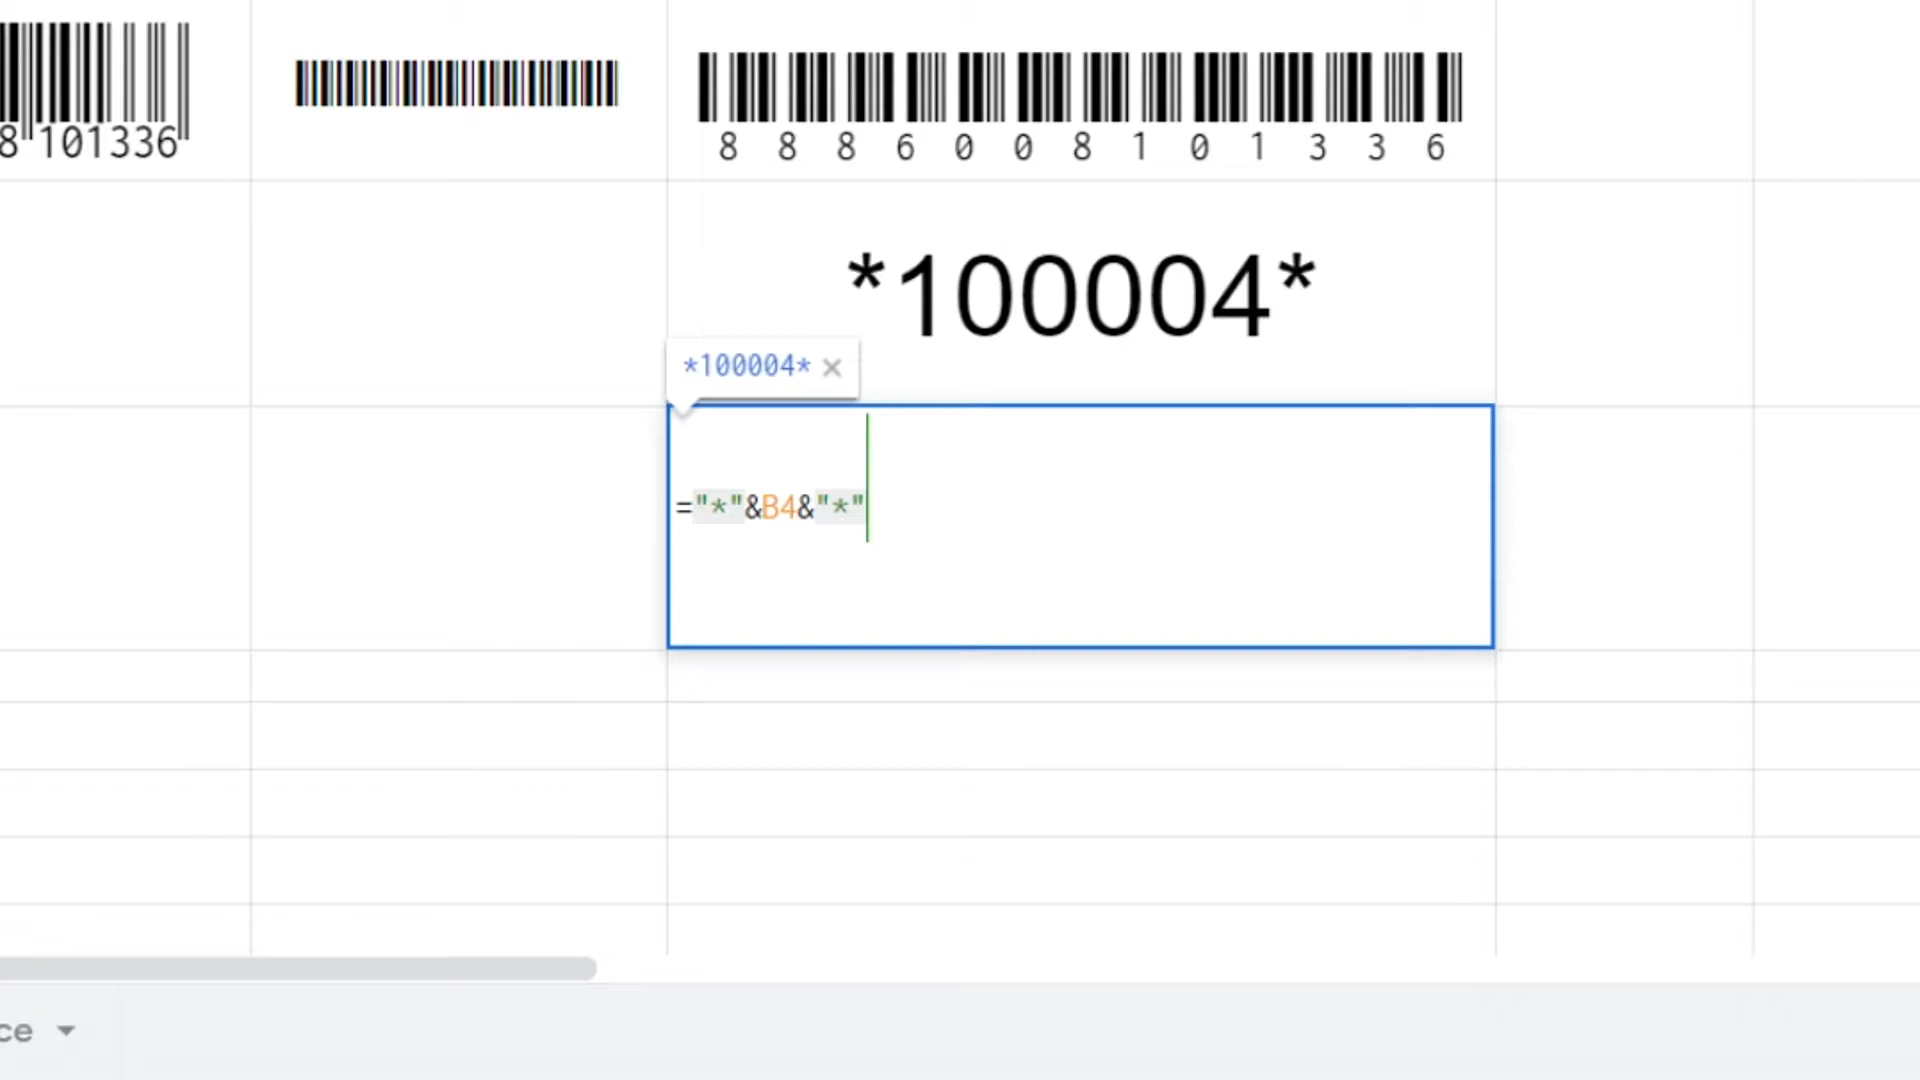 8 101336
8 8 8 6 0 0 8 1 0 1 3 3 6
*100004*
*100004* ×
="*"&B4&"*"
ce